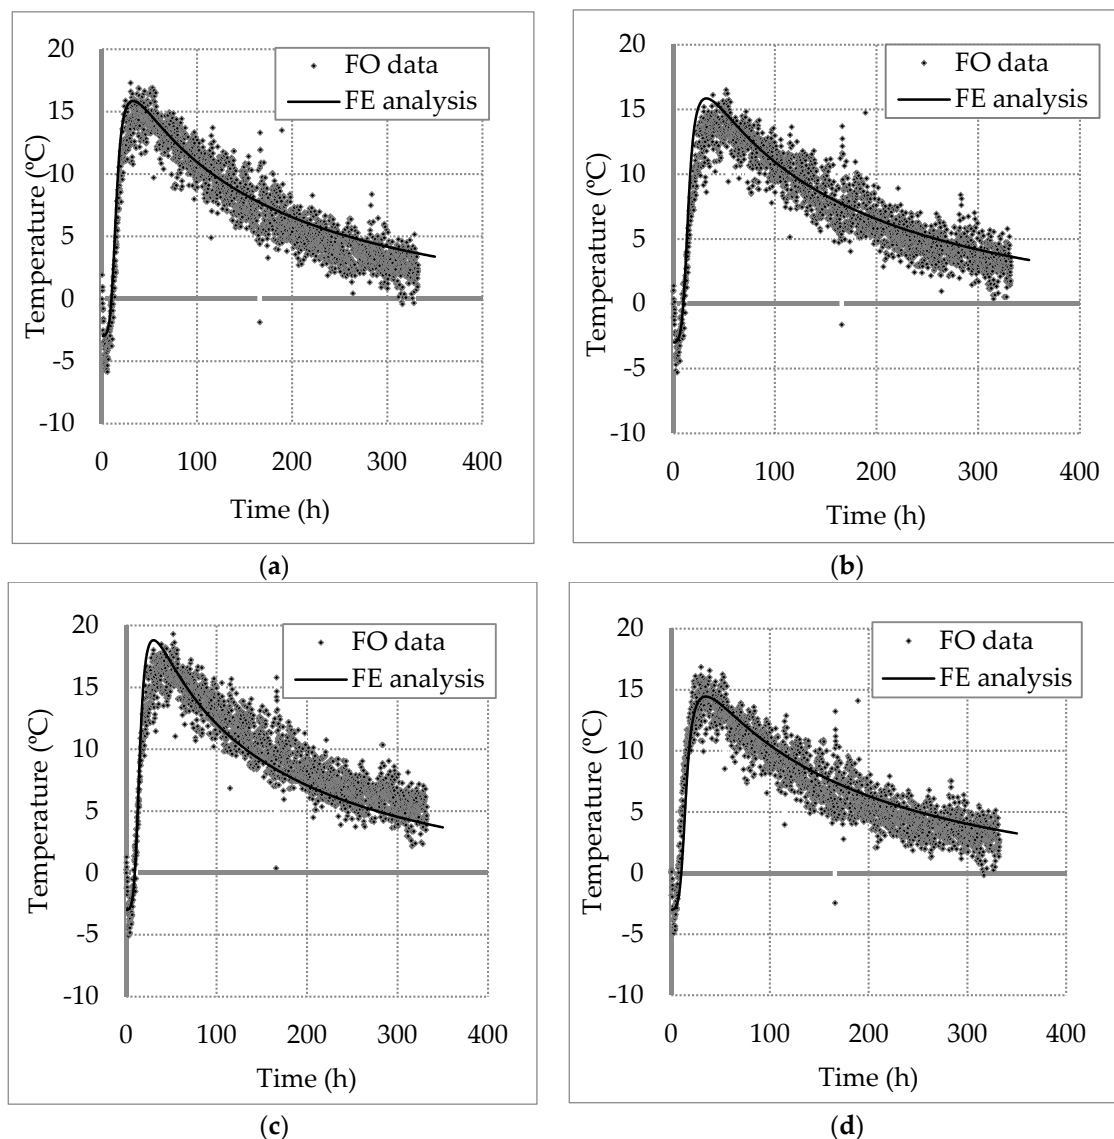 20
15
10
5
0
-5
-10
0 100 200 300 400
Temperature (ºC)
Time (h)
FO data
FE analysis
(a)
20
15
10
5
0
-5
-10
0 100 200 300 400
Temperature (ºC)
Time (h)
FO data
FE analysis
(b)
20
15
10
5
0
-5
-10
0 100 200 300 400
Temperature (ºC)
Time (h)
FO data
FE analysis
(c)
20
15
10
5
0
-5
-10
0 100 200 300 400
Temperature (ºC)
Time (h)
FO data
FE analysis
(d)